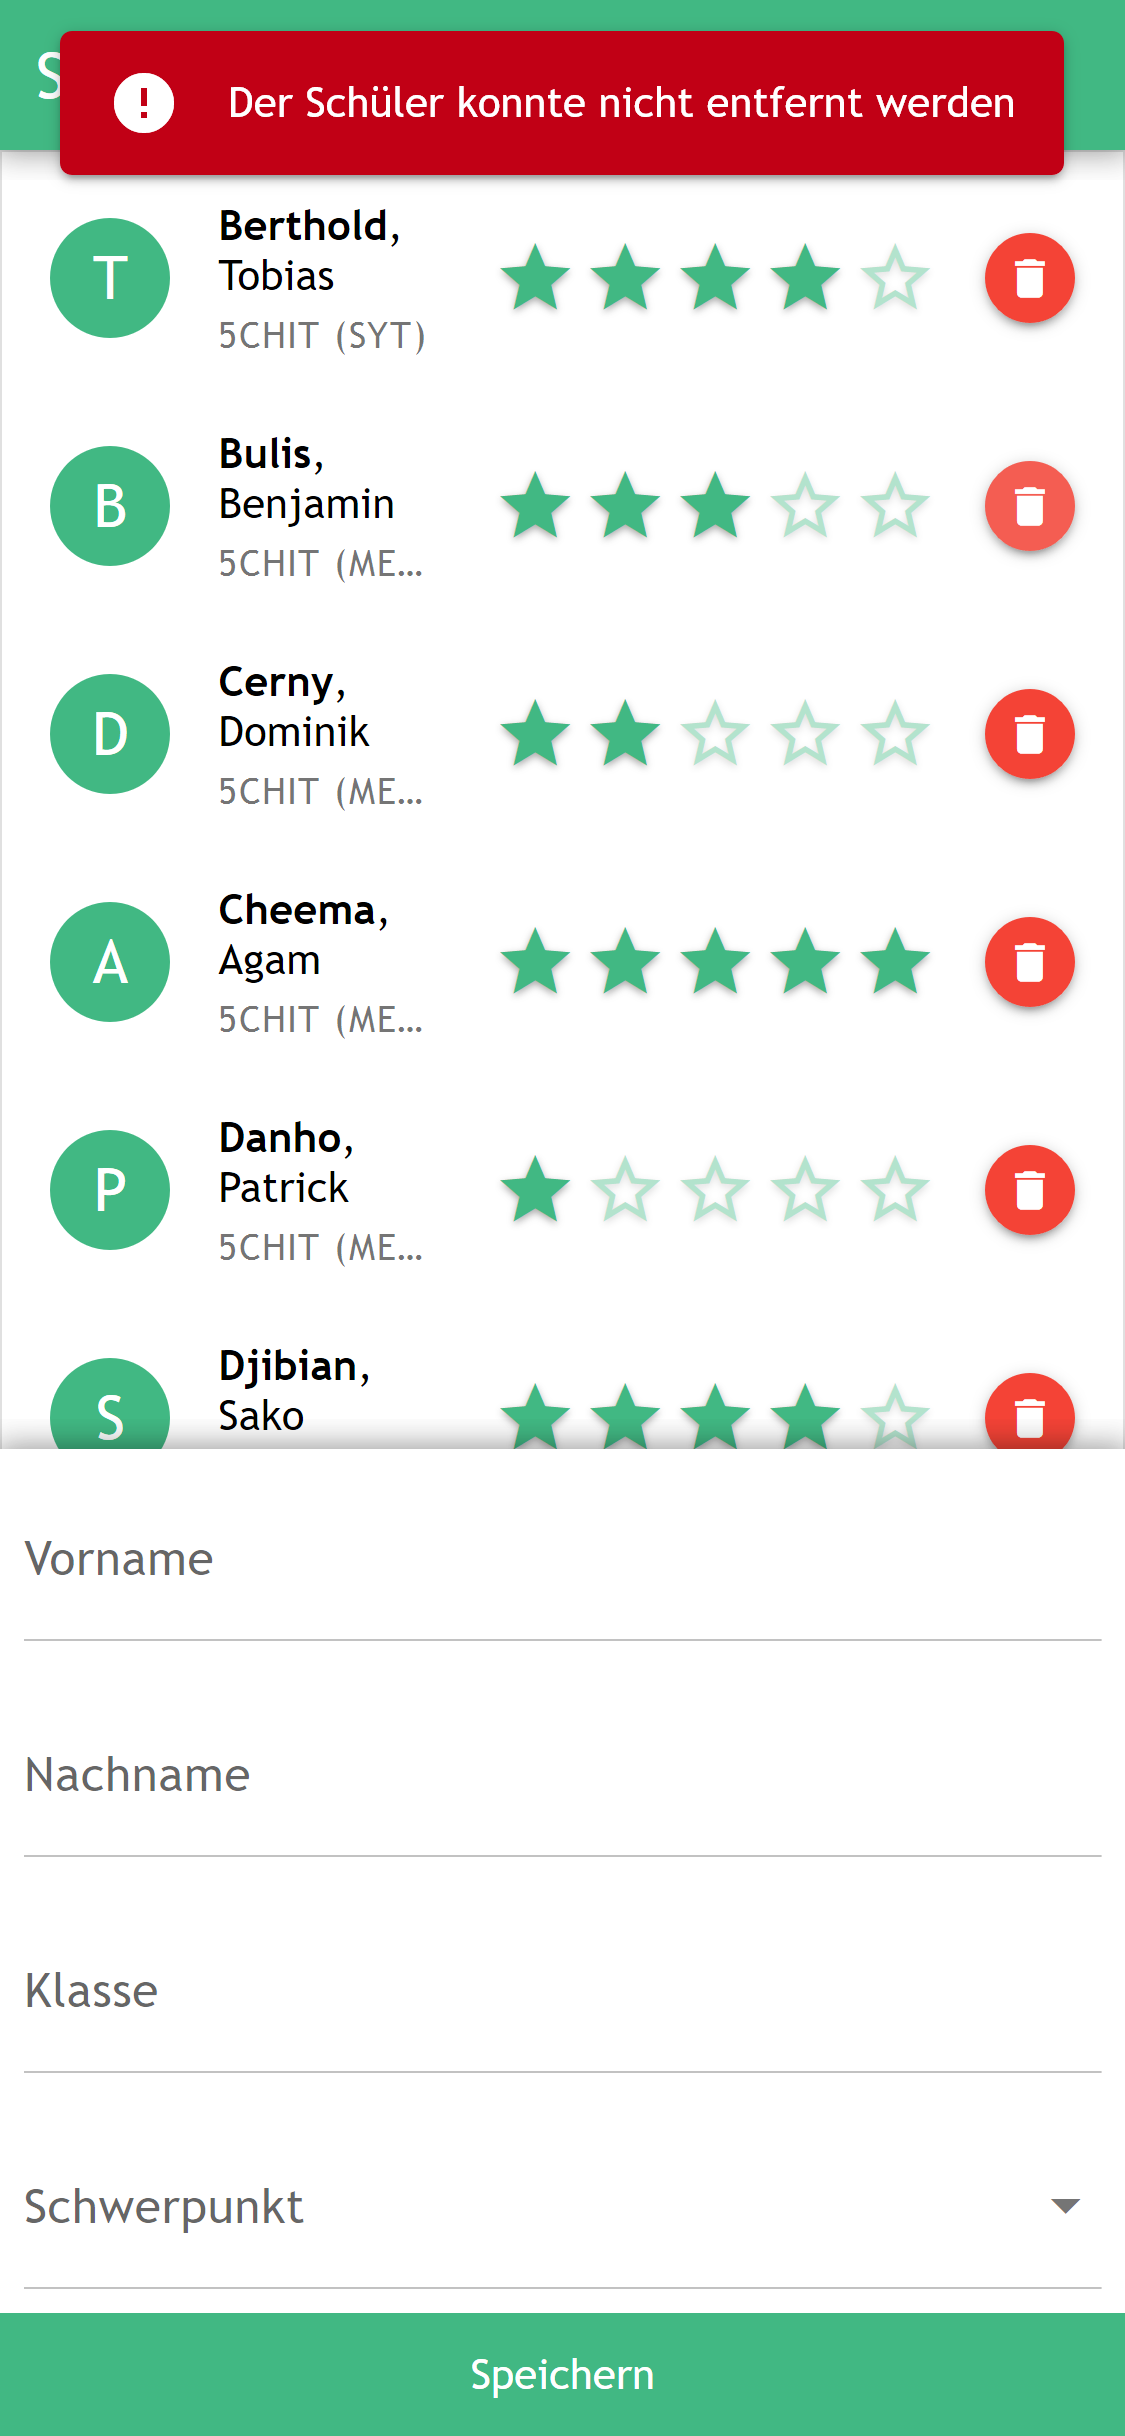 S
Der Schüler konnte nicht entfernt werden
T
Berthold,
Tobias
5CHIT (SYT)
B
Bulis,
Benjamin
5CHIT (ME...
D
Cerny,
Dominik
5CHIT (ME...
A
Cheema,
Agam
5CHIT (ME...
P
Danho,
Patrick
5CHIT (ME...
S
Djibian,
Sako
Vorname
Nachname
Klasse
Schwerpunkt
Speichern